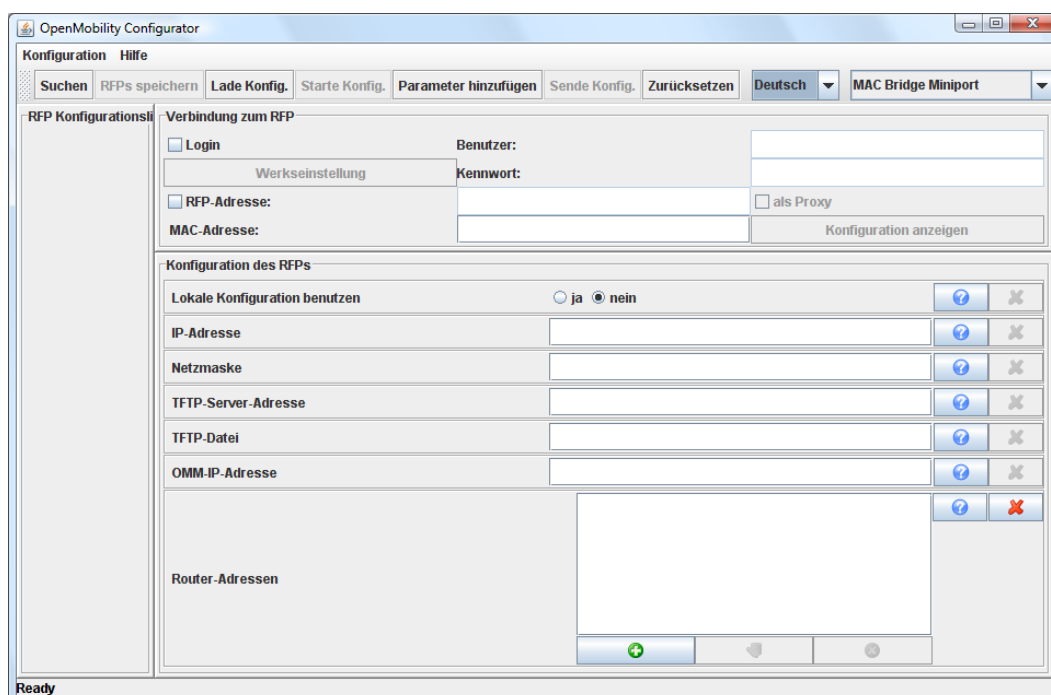 OpenMobility Configurator
Konfiguration Hilfe
Suchen RFPs speichern Lade Konfig. Starte Konfig. Parameter hinzufügen Sende Konfig. Zurücksetzen Deutsch MAC Bridge Miniport
RFP Konfigurationsli
Verbindung zum RFP
Login Benutzer:
Werkseinstellung Kennwort:
RFP-Adresse: als Proxy
MAC-Adresse: Konfiguration anzeigen
Konfiguration des RFPs
Lokale Konfiguration benutzen ja nein
IP-Adresse
Netzmaske
TFTP-Server-Adresse
TFTP-Datei
OMM-IP-Adresse
Router-Adressen
Ready